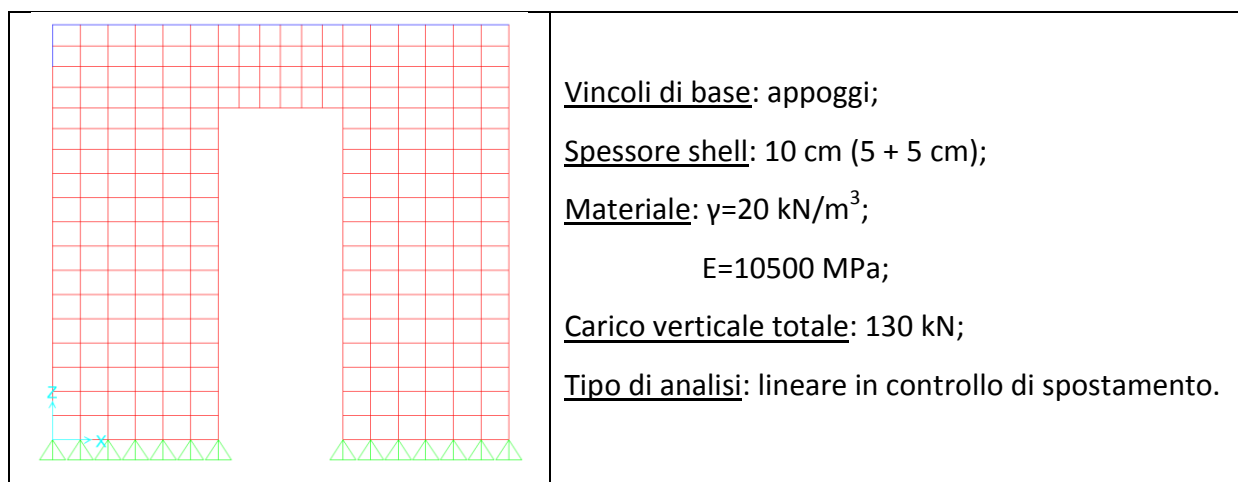 Vincoli di base: appoggi;
Spessore shell: 10 cm (5 + 5 cm);
Materiale: γ=20 kN/m³;
E=10500 MPa;
Carico verticale totale: 130 kN;
Tipo di analisi: lineare in controllo di spostamento.
Z
X